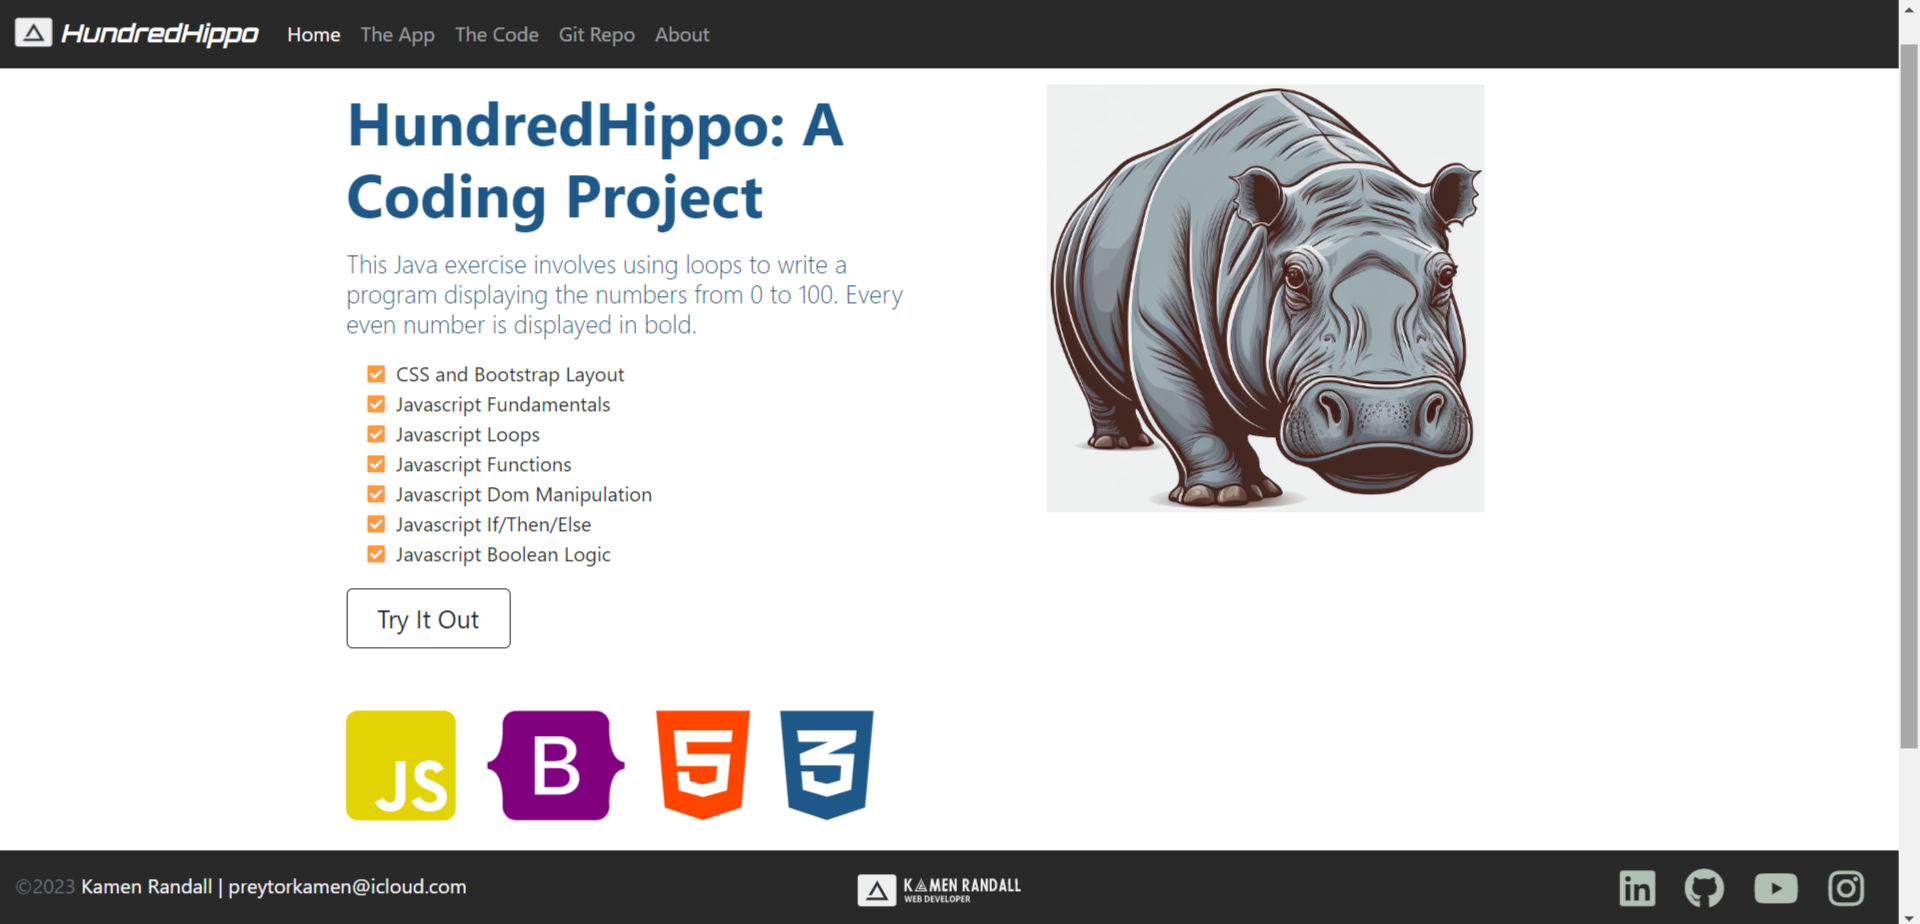 HundredHippo Home The App The Code Git Repo About
HundredHippo: A
Coding Project
This Java exercise involves using loops to write a
program displaying the numbers from 0 to 100. Every
even number is displayed in bold.
CSS and Bootstrap Layout
Javascript Fundamentals
Javascript Loops
Javascript Functions
Javascript Dom Manipulation
Javascript If/Then/Else
Javascript Boolean Logic
Try It Out
JS B 5 3
©2023 Kamen Randall | preytorkamen@icloud.com
KAMEN RANDALL
WEB DEVELOPER
in